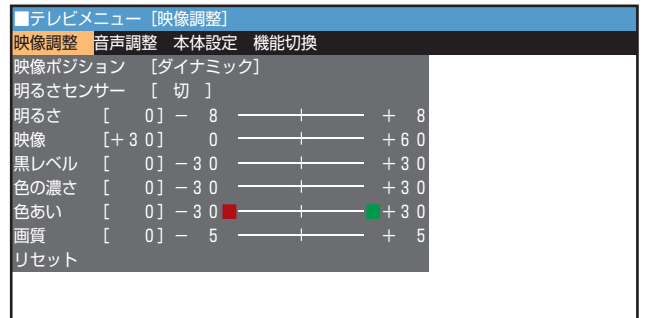 ■テレビメニュー［映像調整］
映像調整 音声調整 本体設定 機能切換
映像ポジション ［ダイナミック］
明るさセンサー ［ 切 ］
明るさ ［ 0］－ 8 ＋ 8
映像 ［＋30］ 0 ＋60
黒レベル ［ 0］－30 ＋30
色の濃さ ［ 0］－30 ＋30
色あい ［ 0］－30 ＋30
画質 ［ 0］－ 5 ＋ 5
リセット